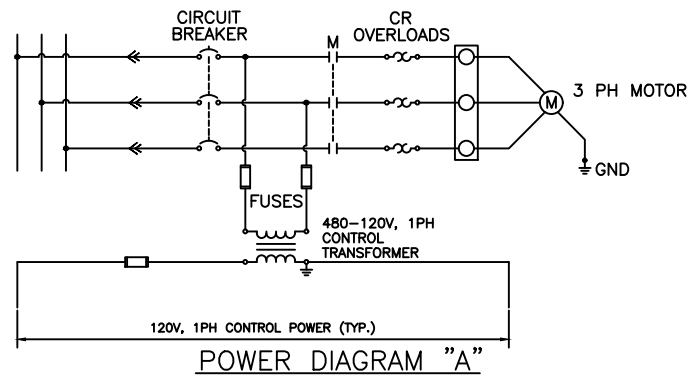 CIRCUIT
BREAKER
M
CR
OVERLOADS
M
3 PH MOTOR
GND
FUSES
480-120V, 1PH
CONTROL
TRANSFORMER
120V, 1PH CONTROL POWER (TYP.)
POWER DIAGRAM "A"